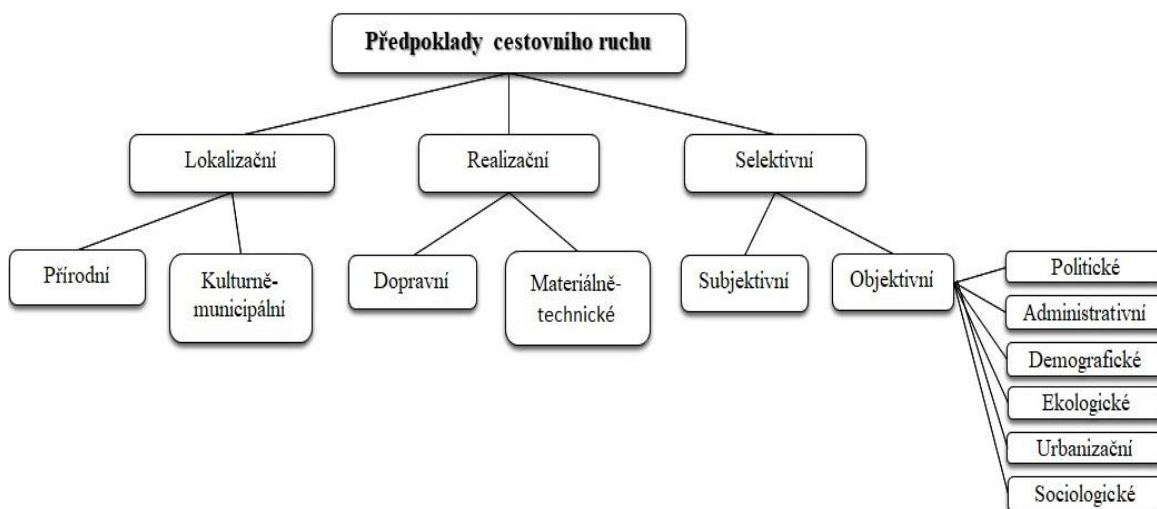 Předpoklady cestovního ruchu
Lokalizační
Realizační
Selektivní
Přírodní
Kulturně-
municipální
Dopravní
Materiálně-
technické
Subjektivní
Objektivní
Politické
Administrativní
Demografické
Ekologické
Urbanizační
Sociologické